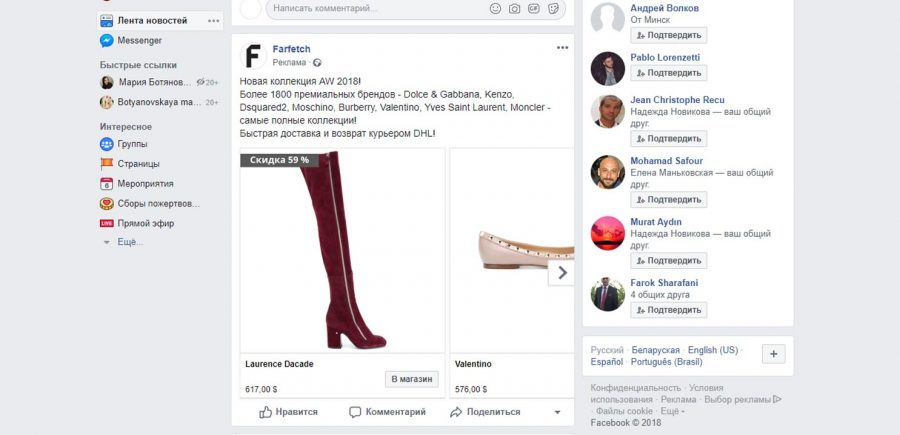 Лента новостей
Messenger
Быстрые ссылки
Мария Ботянов... 20+
Botyanovskaya ma... 20+
Интересное
Группы
Страницы
6
Мероприятия
Сборы пожертвов...
LIVE Прямой эфир
Ещё...
Написать комментарий...
GIF
Farfetch
Реклама ·
Новая коллекция AW 2018!
Более 1800 премиальных брендов - Dolce & Gabbana, Kenzo,
Dsquared2, Moschino, Burberry, Valentino, Yves Saint Laurent, Moncler -
самые полные коллекции!
Быстрая доставка и возврат курьером DHL!
Скидка 59 %
Laurence Dacade
617,00 $
В магазин
Valentino
576,00 $
Нравится
Комментарий
Поделиться
Андрей Волков
От Минск
Подтвердить
Pablo Lorenzetti
Подтвердить
Jean Christophe Recu
Надежда Новикова — ваш общий
друг.
Подтвердить
Mohamad Safour
Елена Маньковская — ваш общий
друг.
Подтвердить
Murat Aydın
Надежда Новикова — ваш общий
друг.
Подтвердить
Farok Sharafani
4 общих друга
Подтвердить
Русский · Беларуская · English (US) ·
Español · Português (Brasil)
Конфиденциальность · Условия
использования · Реклама · Выбор рекламы
· Файлы cookie · Ещё
Facebook © 2018